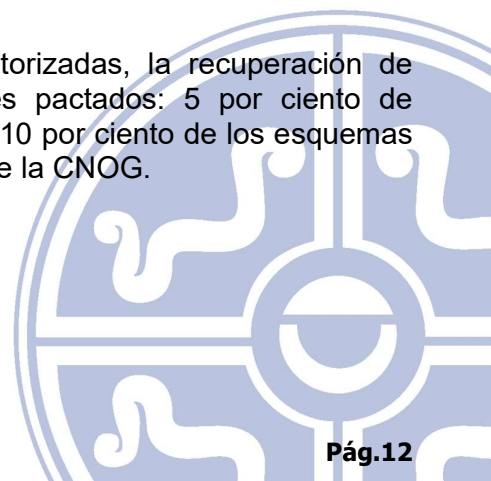 torizadas, la recuperación de
es pactados: 5 por ciento de
10 por ciento de los esquemas
e la CNOG.
Pág.12